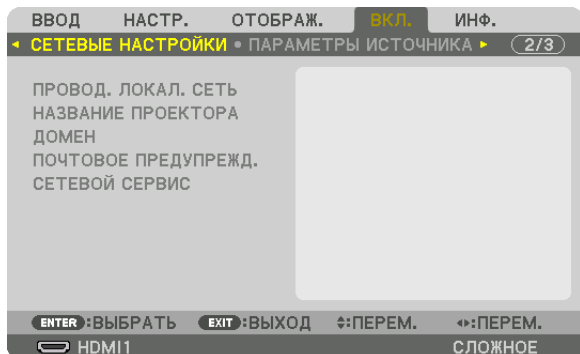 ВВОД НАСТР. ОТОБРАЖ. ВКЛ. ИНФ.
СЕТЕВЫЕ НАСТРОЙКИ • ПАРАМЕТРЫ ИСТОЧНИКА 2/3
ПРОВОД. ЛОКАЛ. СЕТЬ
НАЗВАНИЕ ПРОЕКТОРА
ДОМЕН
ПОЧТОВОЕ ПРЕДУПРЕЖД.
СЕТЕВОЙ СЕРВИС
ENTER :ВЫБРАТЬ EXIT :ВЫХОД :ПЕРЕМ. :ПЕРЕМ.
HDMI1 СЛОЖНОЕ